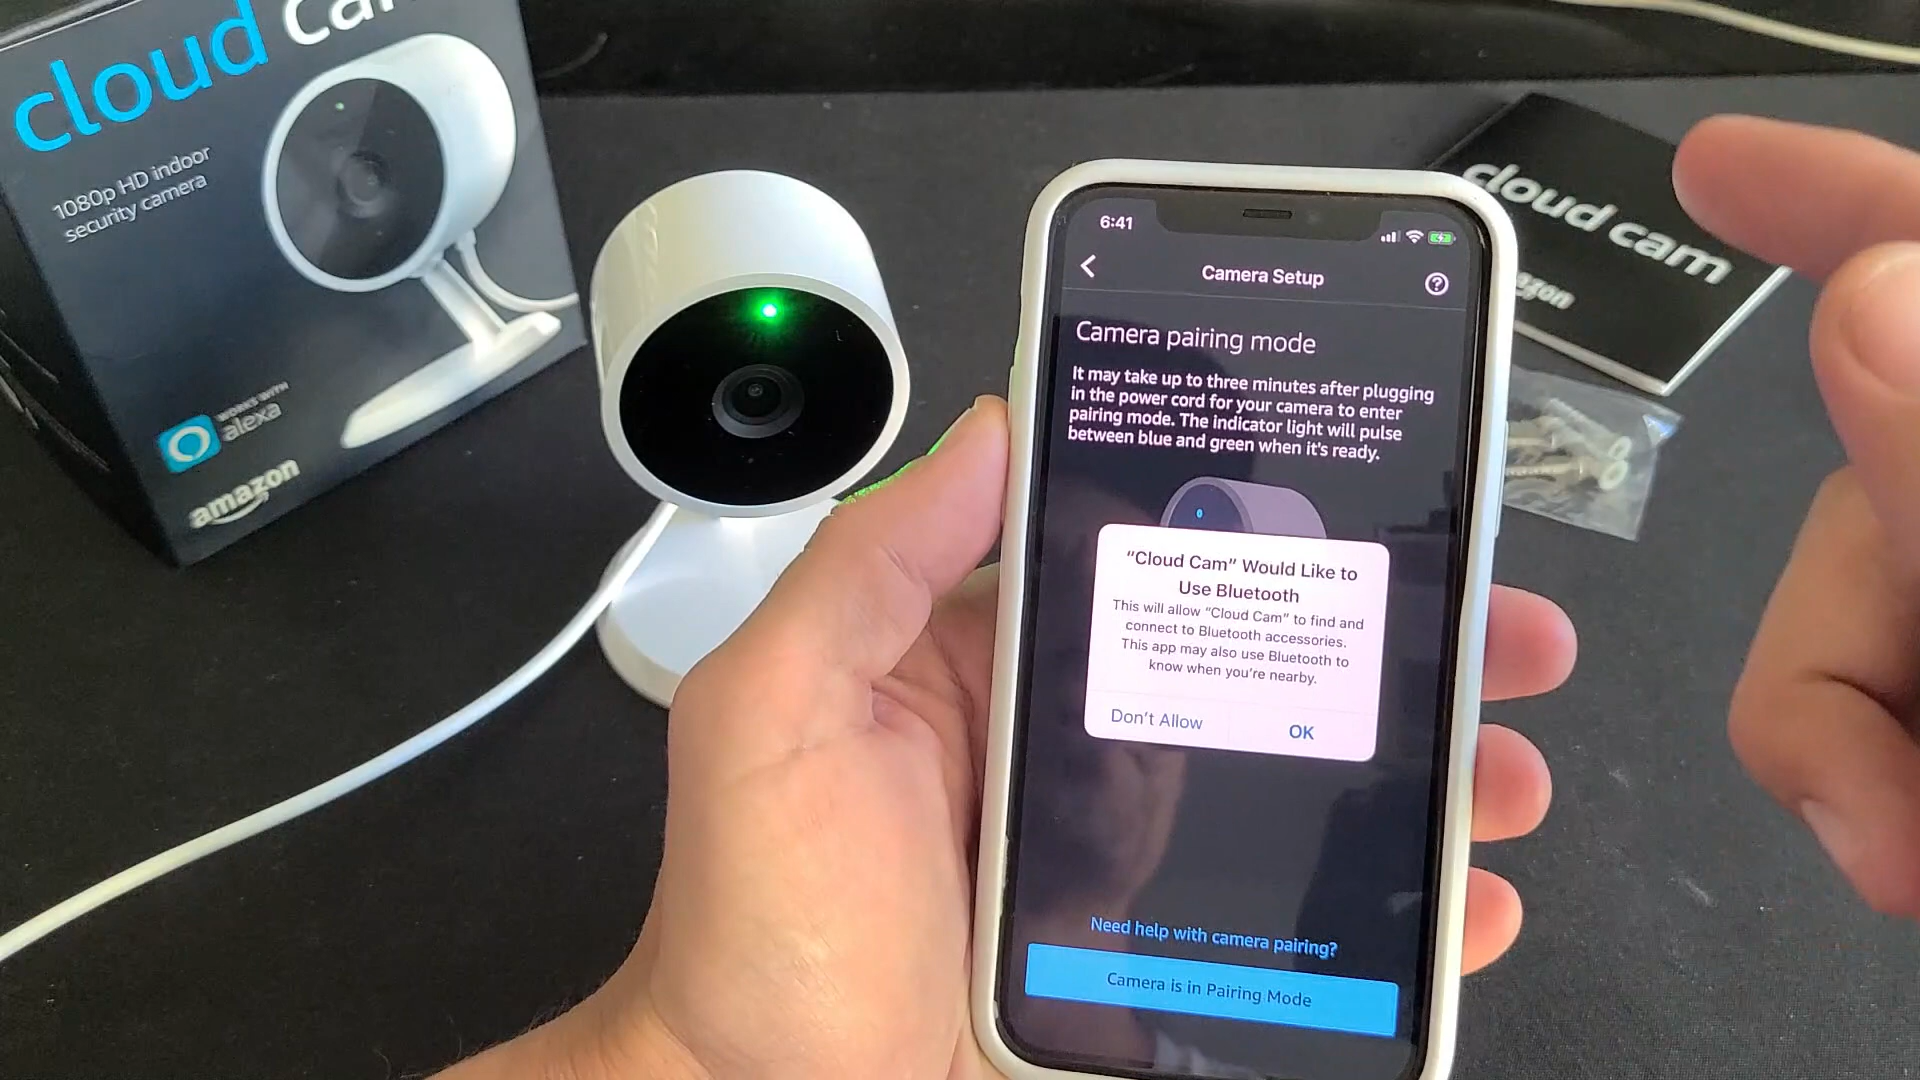 cloud
1080p HD indoor
security camera
WORKS WITH
alexa
amazon
6:41
Camera Setup
?
Camera pairing mode
It may take up to three minutes after plugging
in the power cord for your camera to enter
pairing mode. The indicator light will pulse
between blue and green when it's ready.
“Cloud Cam” Would Like to
Use Bluetooth
This will allow “Cloud Cam” to find and
connect to Bluetooth accessories.
This app may also use Bluetooth to
know when you're nearby.
Don't Allow
OK
Need help with camera pairing?
Camera is in Pairing Mode
cloud cam